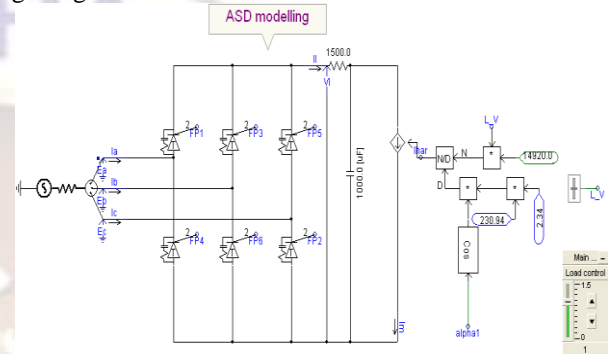 ASD modelling
1500.0
Il
Vl
2
FP1
2
FP3
2
FP5
Ia
Ea
Ib
Eb
Ic
Ec
2
FP4
2
FP6
2
FP2
1000.0 [uF]
Ihar
N/D
N
D
L_V
*
14920.0
*
*
230.94
2.34
Cos
alpha1
L_V
Main ...
Load control
1.5
0
1